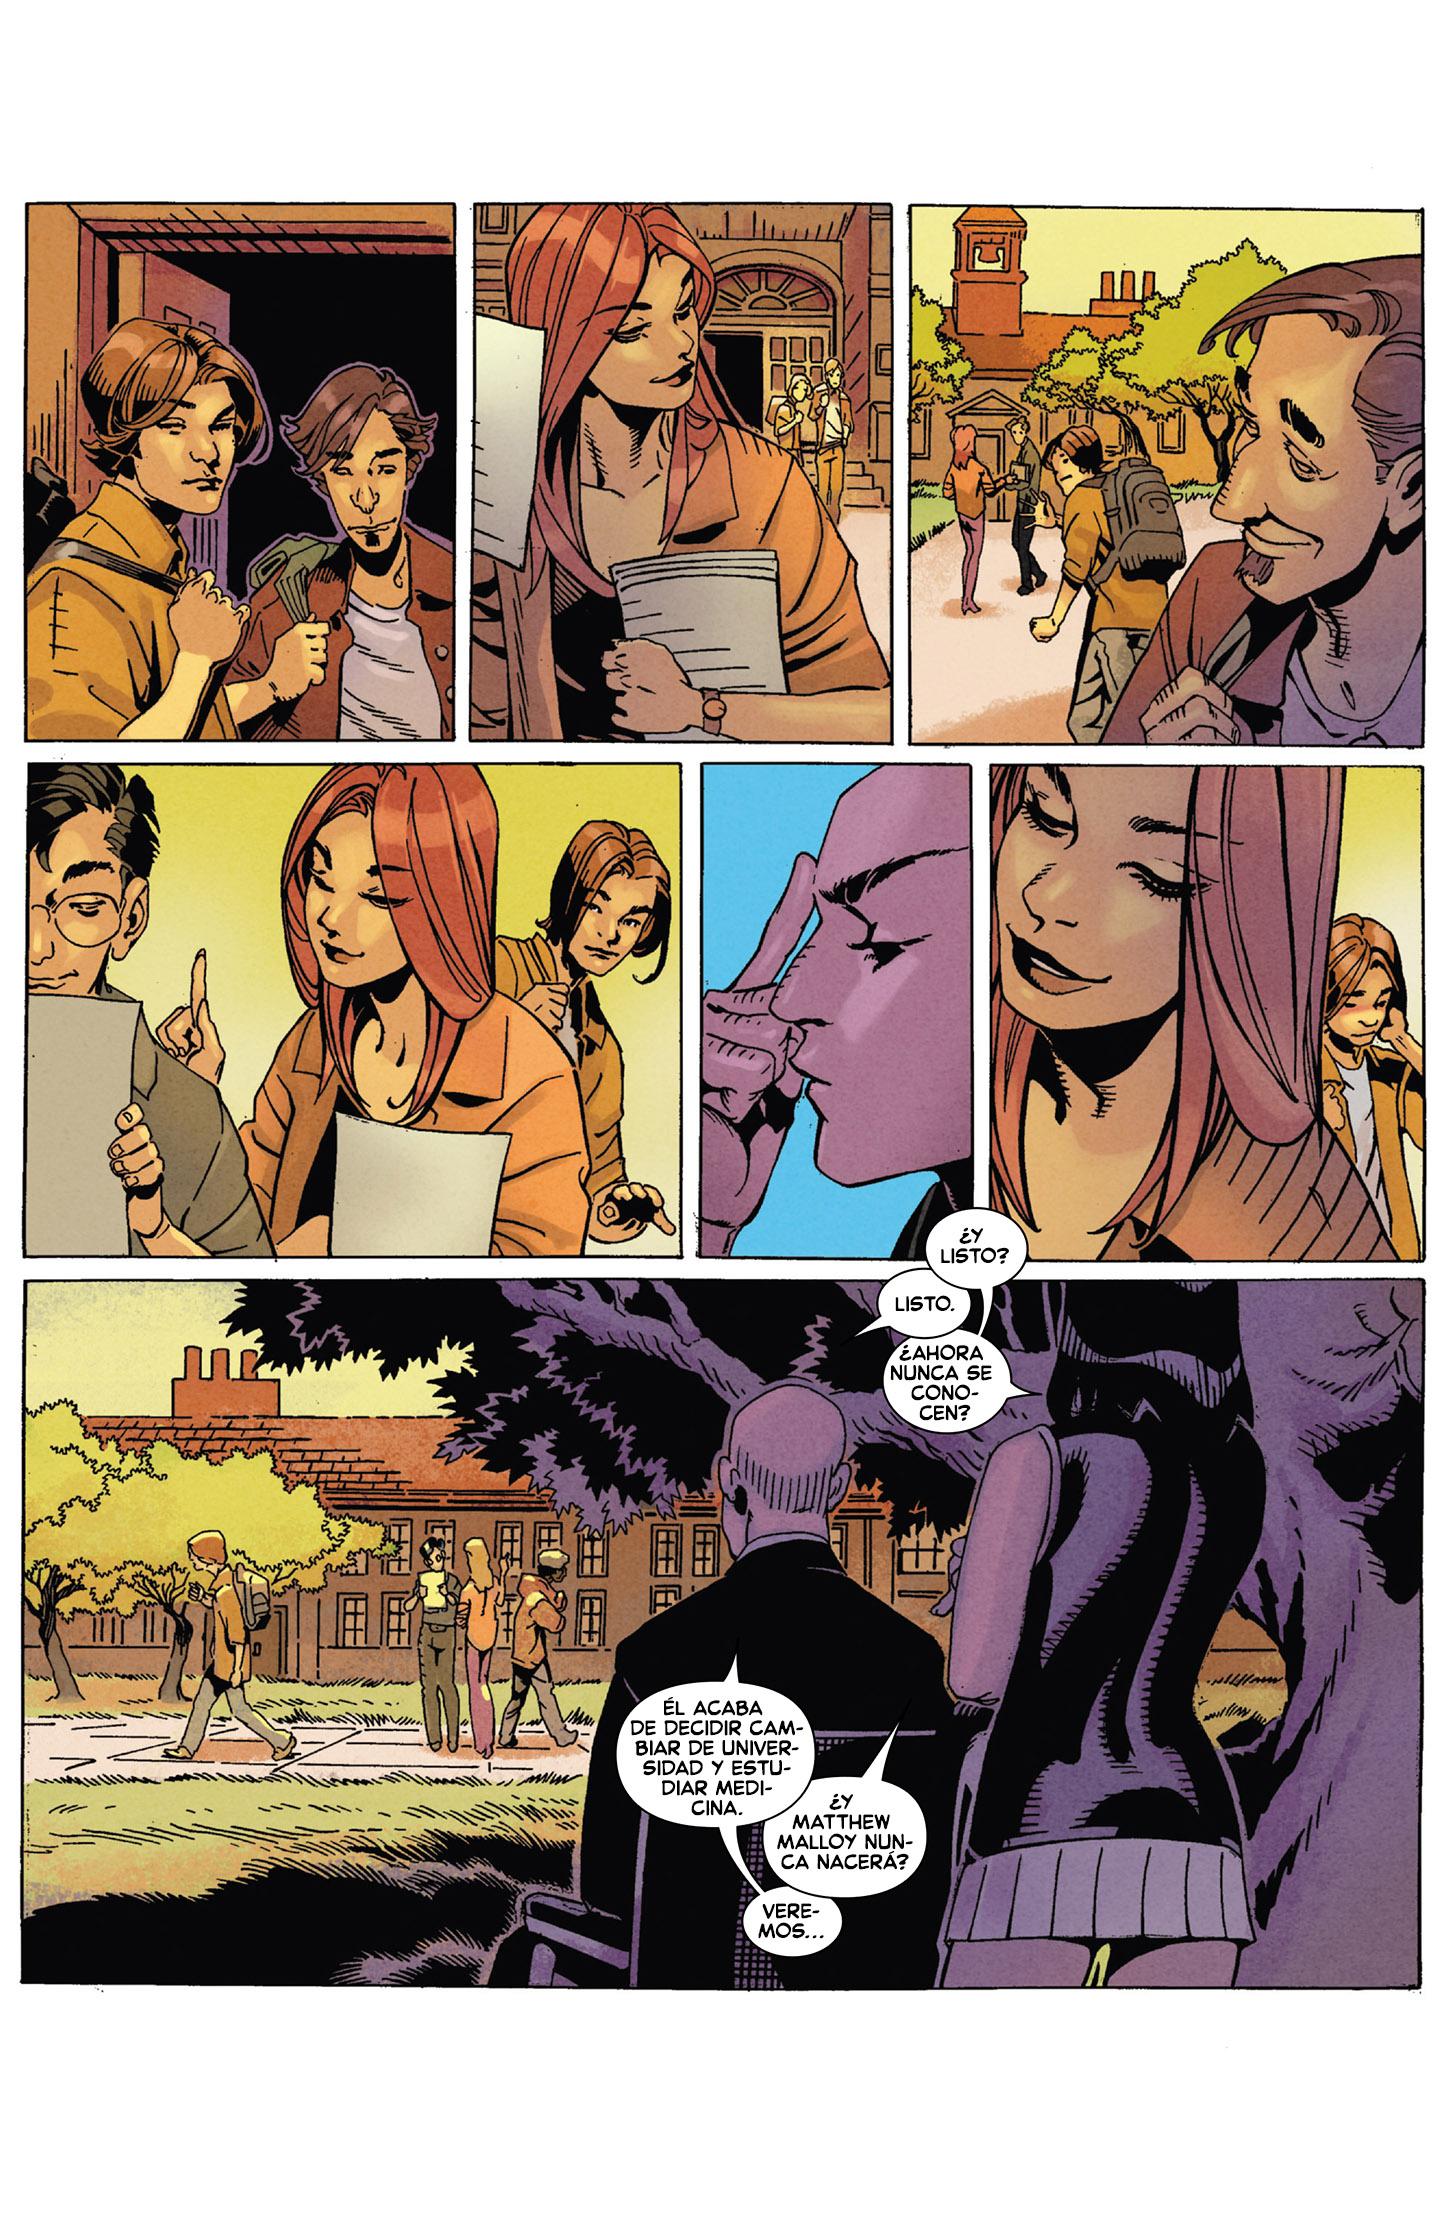 ¿Y
LISTO?
LISTO.
¿AHORA
NUNCA SE
CONO-
CEN?
ÉL ACABA
DE DECIDIR CAM-
BIAR DE UNIVER-
SIDAD Y ESTU-
DIAR MEDI-
CINA.
¿Y
MATTHEW
MALLOY NUN-
CA NACERÁ?
VERE-
MOS...